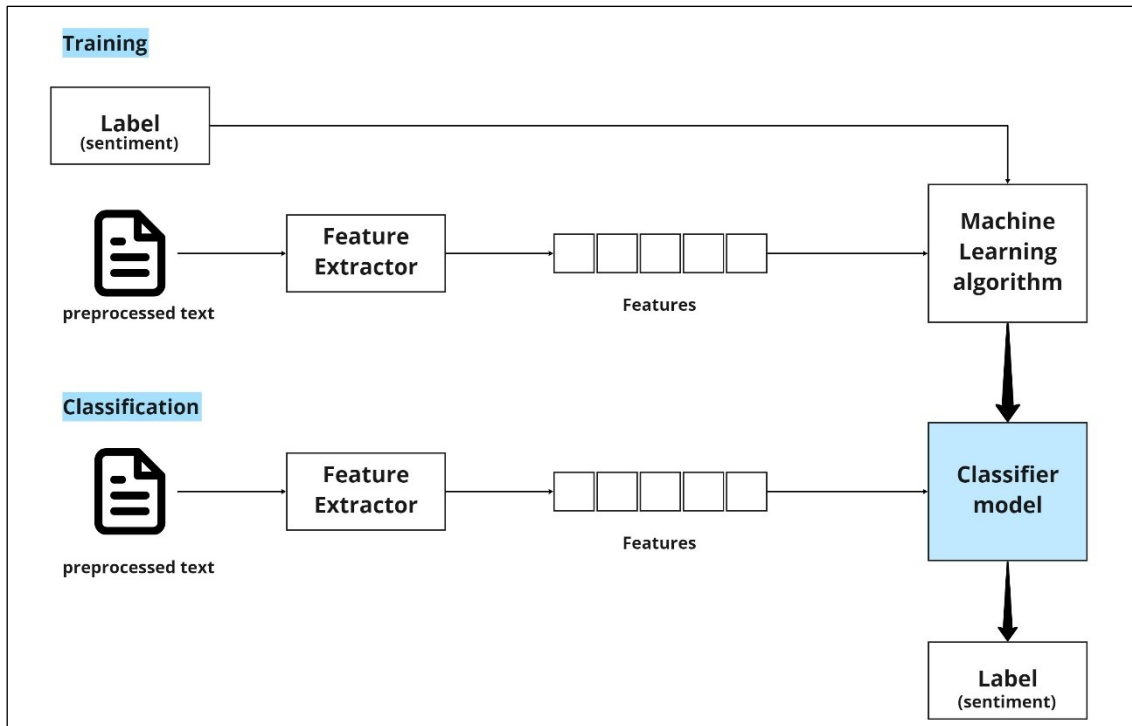 Training
Label
(sentiment)
Machine
Learning
algorithm
Feature
Extractor
Features
preprocessed text
Classification
Feature
Extractor
Classifier
model
Features
preprocessed text
Label
(sentiment)